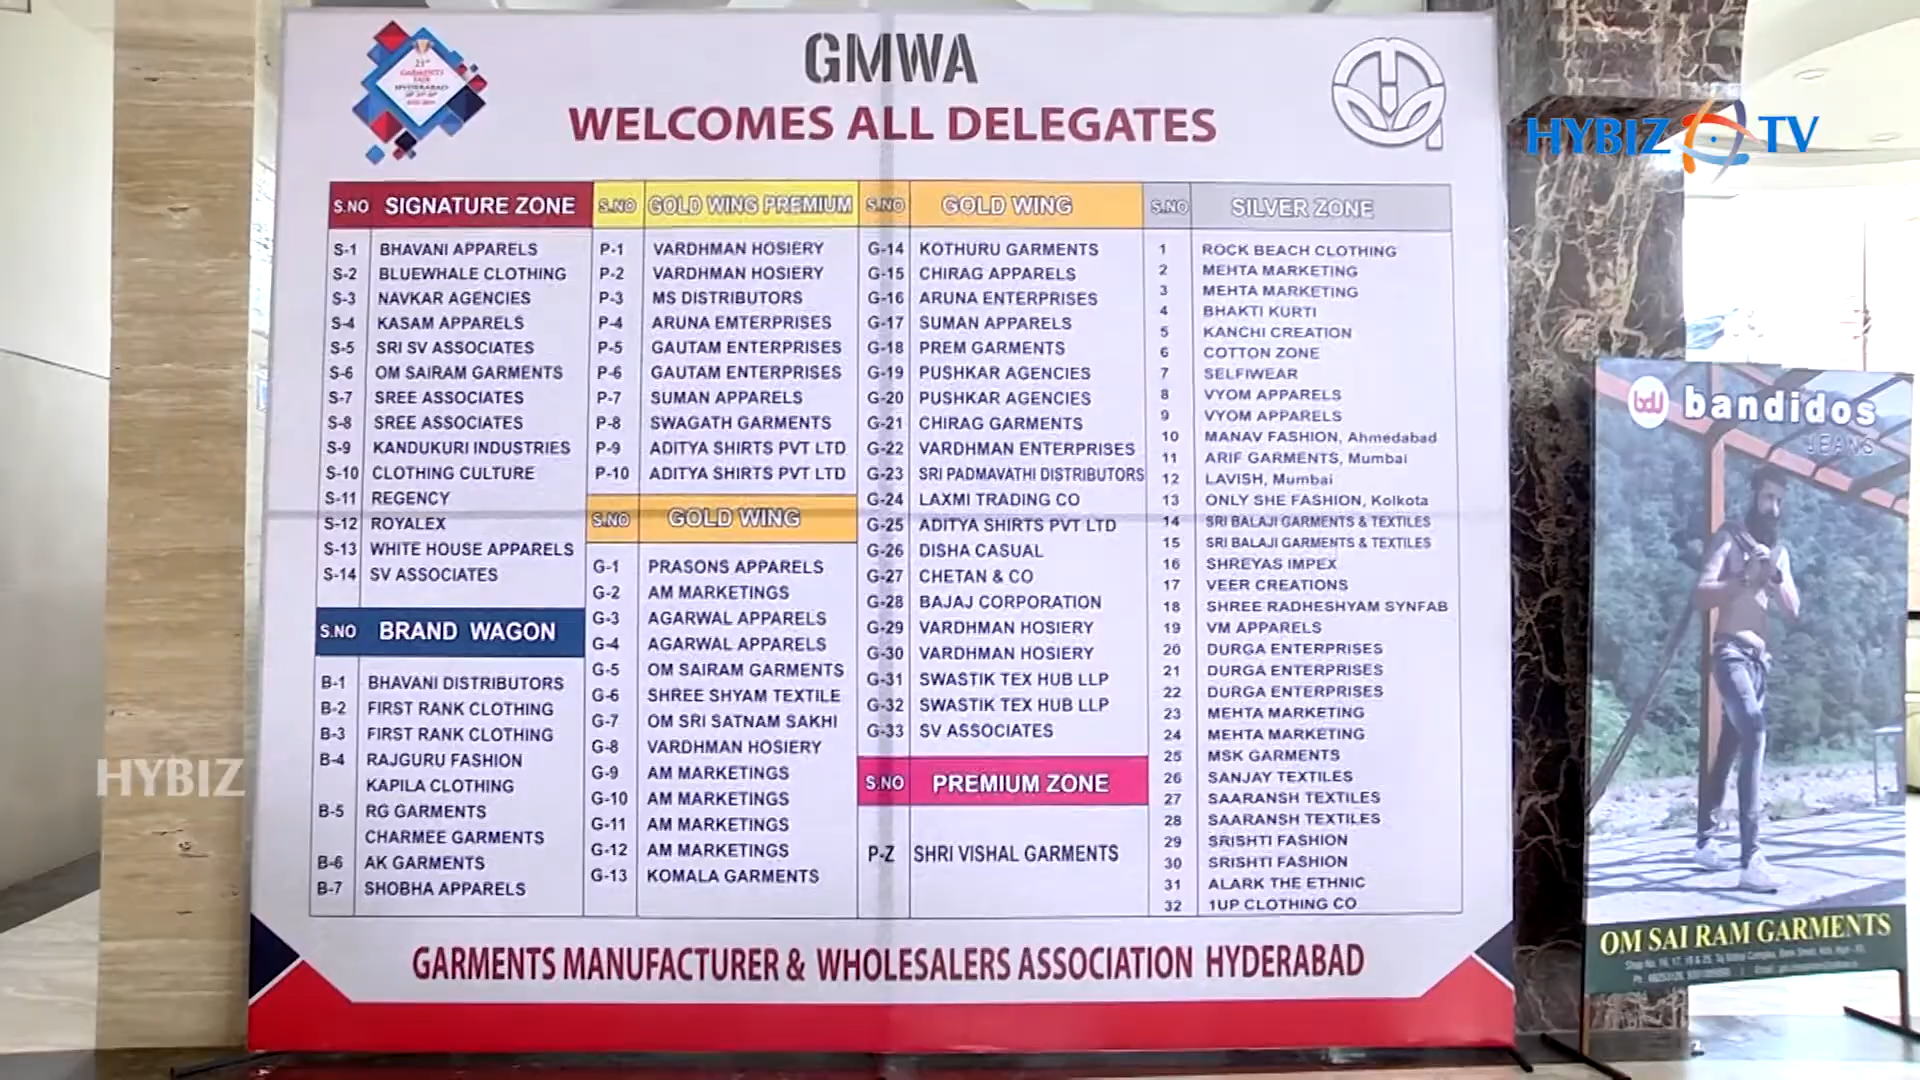 GMWA
WELCOMES ALL DELEGATES
21st
GARMENTS
FAIR
HYDERABAD
HYBIZ TV
S.NO SIGNATURE ZONE
S-1 BHAVANI APPARELS
S-2 BLUEWHALE CLOTHING
S-3 NAVKAR AGENCIES
S-4 KASAM APPARELS
S-5 SRI SV ASSOCIATES
S-6 OM SAIRAM GARMENTS
S-7 SREE ASSOCIATES
S-8 SREE ASSOCIATES
S-9 KANDUKURI INDUSTRIES
S-10 CLOTHING CULTURE
S-11 REGENCY
S-12 ROYALEX
S-13 WHITE HOUSE APPARELS
S-14 SV ASSOCIATES
S.NO BRAND WAGON
B-1 BHAVANI DISTRIBUTORS
B-2 FIRST RANK CLOTHING
B-3 FIRST RANK CLOTHING
B-4 RAJGURU FASHION
KAPILA CLOTHING
B-5 RG GARMENTS
CHARMEE GARMENTS
B-6 AK GARMENTS
B-7 SHOBHA APPARELS
S.NO GOLD WING PREMIUM
P-1 VARDHMAN HOSIERY
P-2 VARDHMAN HOSIERY
P-3 MS DISTRIBUTORS
P-4 ARUNA EMTERPRISES
P-5 GAUTAM ENTERPRISES
P-6 GAUTAM ENTERPRISES
P-7 SUMAN APPARELS
P-8 SWAGATH GARMENTS
P-9 ADITYA SHIRTS PVT LTD
P-10 ADITYA SHIRTS PVT LTD
S.NO GOLD WING
G-1 PRASONS APPARELS
G-2 AM MARKETINGS
G-3 AGARWAL APPARELS
G-4 AGARWAL APPARELS
G-5 OM SAIRAM GARMENTS
G-6 SHREE SHYAM TEXTILE
G-7 OM SRI SATNAM SAKHI
G-8 VARDHMAN HOSIERY
G-9 AM MARKETINGS
G-10 AM MARKETINGS
G-11 AM MARKETINGS
G-12 AM MARKETINGS
G-13 KOMALA GARMENTS
S.NO GOLD WING
G-14 KOTHURU GARMENTS
G-15 CHIRAG APPARELS
G-16 ARUNA ENTERPRISES
G-17 SUMAN APPARELS
G-18 PREM GARMENTS
G-19 PUSHKAR AGENCIES
G-20 PUSHKAR AGENCIES
G-21 CHIRAG GARMENTS
G-22 VARDHMAN ENTERPRISES
G-23 SRI PADMAVATHI DISTRIBUTORS
G-24 LAXMI TRADING CO
G-25 ADITYA SHIRTS PVT LTD
G-26 DISHA CASUAL
G-27 CHETAN & CO
G-28 BAJAJ CORPORATION
G-29 VARDHMAN HOSIERY
G-30 VARDHMAN HOSIERY
G-31 SWASTIK TEX HUB LLP
G-32 SWASTIK TEX HUB LLP
G-33 SV ASSOCIATES
S.NO PREMIUM ZONE
P-Z SHRI VISHAL GARMENTS
S.NO SILVER ZONE
1 ROCK BEACH CLOTHING
2 MEHTA MARKETING
3 MEHTA MARKETING
4 BHAKTI KURTI
5 KANCHI CREATION
6 COTTON ZONE
7 SELFIWEAR
8 VYOM APPARELS
9 VYOM APPARELS
10 MANAV FASHION, Ahmedabad
11 ARIF GARMENTS, Mumbai
12 LAVISH, Mumbai
13 ONLY SHE FASHION, Kolkota
14 SRI BALAJI GARMENTS & TEXTILES
15 SRI BALAJI GARMENTS & TEXTILES
16 SHREYAS IMPEX
17 VEER CREATIONS
18 SHREE RADHESHYAM SYNFAB
19 VM APPARELS
20 DURGA ENTERPRISES
21 DURGA ENTERPRISES
22 DURGA ENTERPRISES
23 MEHTA MARKETING
24 MEHTA MARKETING
25 MSK GARMENTS
26 SANJAY TEXTILES
27 SAARANSH TEXTILES
28 SAARANSH TEXTILES
29 SRISHTI FASHION
30 SRISHTI FASHION
31 ALARK THE ETHNIC
32 1UP CLOTHING CO
GARMENTS MANUFACTURER & WHOLESALERS ASSOCIATION HYDERABAD
HYBIZ
bdJ bandidos
JEANS
OM SAI RAM GARMENTS